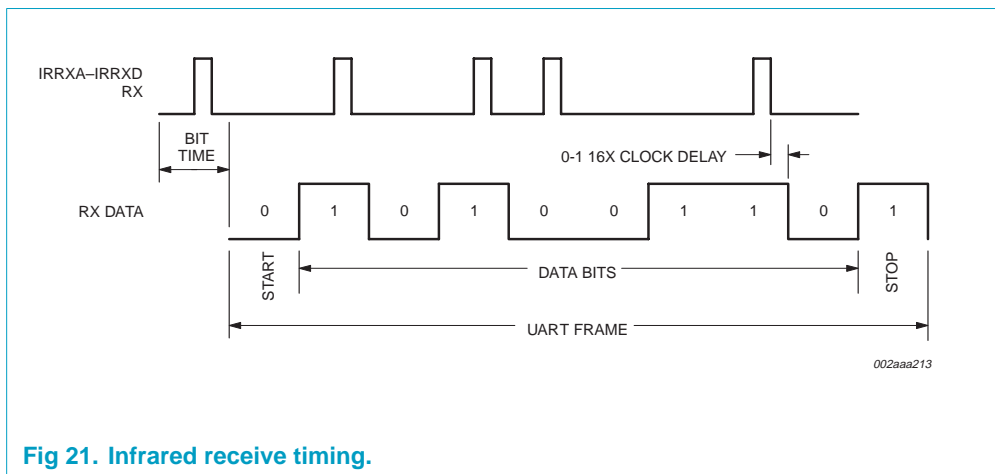 IRRXA–IRRXD
RX
BIT
TIME
0-1 16X CLOCK DELAY
RX DATA
0 1 0 1 0 0 1 1 0 1
START
DATA BITS
STOP
UART FRAME
002aaa213
Fig 21. Infrared receive timing.